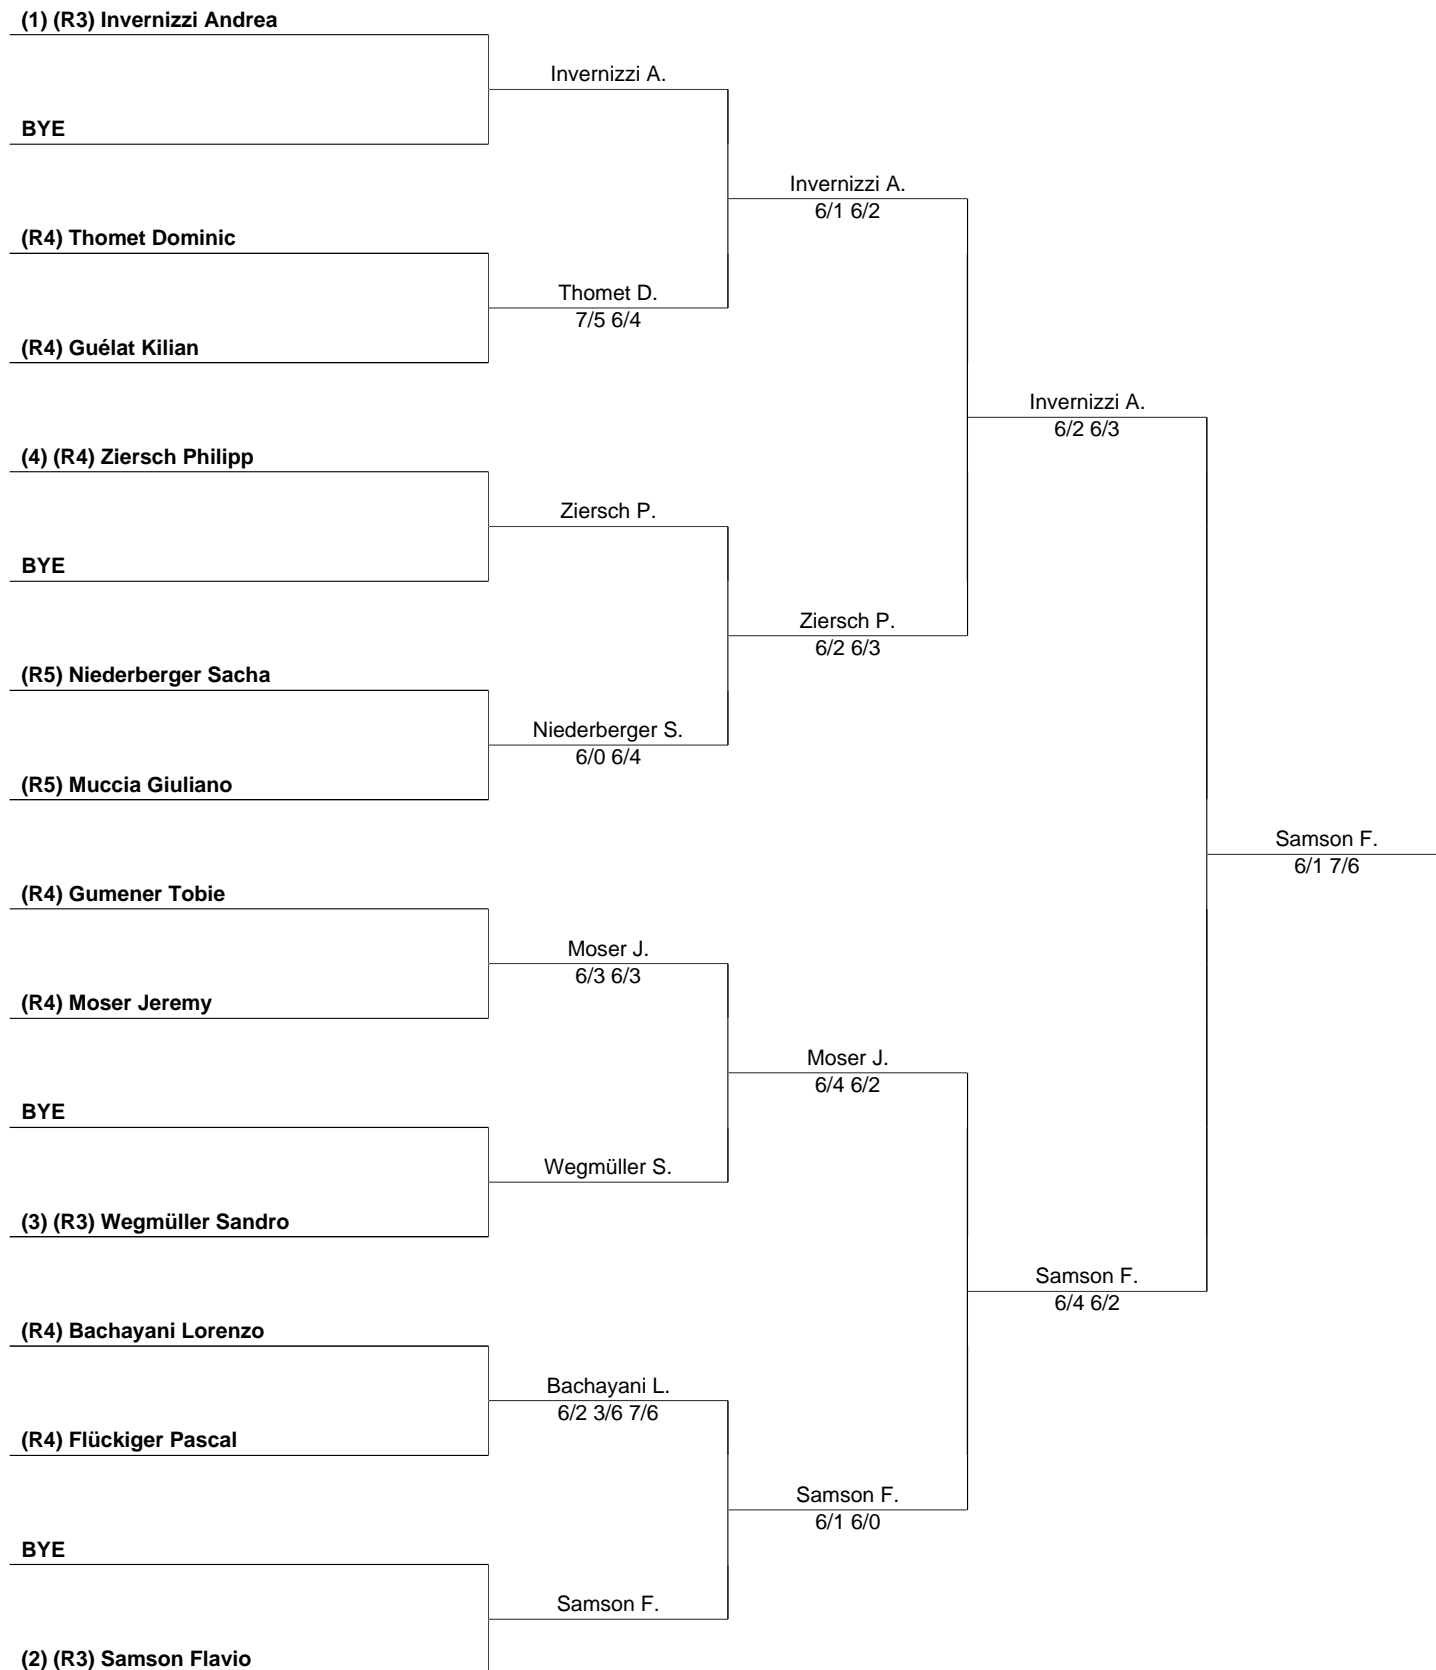 (1) (R3) Invernizzi Andrea
Invernizzi A.
BYE
Invernizzi A.
6/1 6/2
(R4) Thomet Dominic
Thomet D.
7/5 6/4
(R4) Guélat Kilian
Invernizzi A.
6/2 6/3
(4) (R4) Ziersch Philipp
Ziersch P.
BYE
Ziersch P.
6/2 6/3
(R5) Niederberger Sacha
Niederberger S.
6/0 6/4
(R5) Muccia Giuliano
Samson F.
6/1 7/6
(R4) Gumener Tobie
Moser J.
6/3 6/3
(R4) Moser Jeremy
Moser J.
6/4 6/2
BYE
Wegmüller S.
(3) (R3) Wegmüller Sandro
Samson F.
6/4 6/2
(R4) Bachayani Lorenzo
Bachayani L.
6/2 3/6 7/6
(R4) Flückiger Pascal
Samson F.
6/1 6/0
BYE
Samson F.
(2) (R3) Samson Flavio